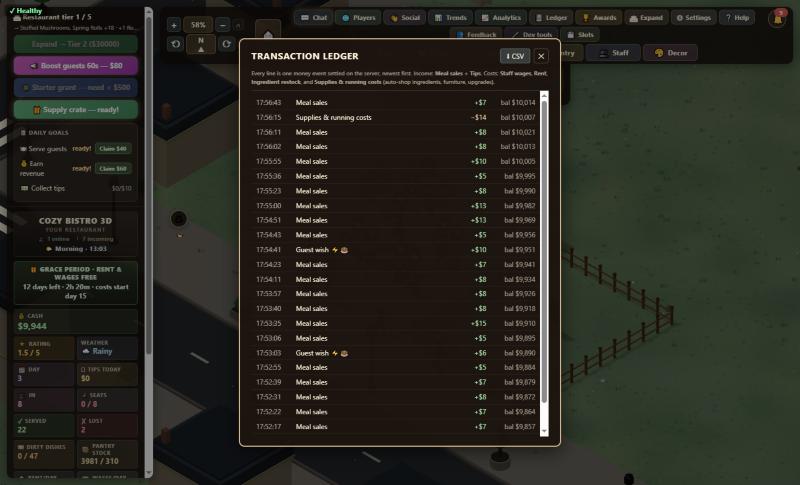 ✓ Healthy
Restaurant tier 1 / 5
Expand → Tier 2 ($30000)
Boost guests 60s — $80
Starter grant — need < $500
Supply crate — ready!
DAILY GOALS
Serve guests ready! Claim $40
Earn revenue ready! Claim $60
Collect tips $0/$10
COZY BISTRO 3D
YOUR RESTAURANT
1 online · 7 incoming
Morning · 13:03
GRACE PERIOD · RENT & WAGES FREE
12 days left · 2h 20m · costs start day 15
CASH
$9,944
RATING
1.5 / 5
WEATHER
Rainy
DAY
3
TIPS TODAY
$0
IN
8
SEATS
0 / 8
SERVED
22
LOST
2
DIRTY DISHES
0 / 47
PANTRY STOCK
3981 / 310
+ 58% −
N
Chat Players Social Trends Analytics Ledger Awards Expand Settings Help
Feedback Dev tools Slots
Staff Decor
TRANSACTION LEDGER
CSV ✕
Every line is one money event settled on the server, newest first. Income: Meal sales + Tips. Costs: Staff wages, Rent,
Ingredient restock, and Supplies & running costs (auto-shop ingredients, furniture, upgrades).
17:56:43 Meal sales +$7 bal $10,014
17:56:15 Supplies & running costs −$14 bal $10,007
17:56:11 Meal sales +$8 bal $10,021
17:56:02 Meal sales +$8 bal $10,013
17:55:55 Meal sales +$10 bal $10,005
17:55:36 Meal sales +$5 bal $9,995
17:55:23 Meal sales +$8 bal $9,990
17:55:00 Meal sales +$13 bal $9,982
17:54:51 Meal sales +$13 bal $9,969
17:54:43 Meal sales +$5 bal $9,956
17:54:41 Guest wish +$10 bal $9,951
17:54:23 Meal sales +$7 bal $9,941
17:54:11 Meal sales +$8 bal $9,934
17:53:57 Meal sales +$8 bal $9,926
17:53:40 Meal sales +$8 bal $9,918
17:53:35 Meal sales +$15 bal $9,910
17:53:06 Meal sales +$5 bal $9,895
17:53:03 Guest wish +$6 bal $9,890
17:52:55 Meal sales +$5 bal $9,884
17:52:39 Meal sales +$7 bal $9,879
17:52:31 Meal sales +$8 bal $9,872
17:52:22 Meal sales +$7 bal $9,864
17:52:17 Meal sales +$7 bal $9,857